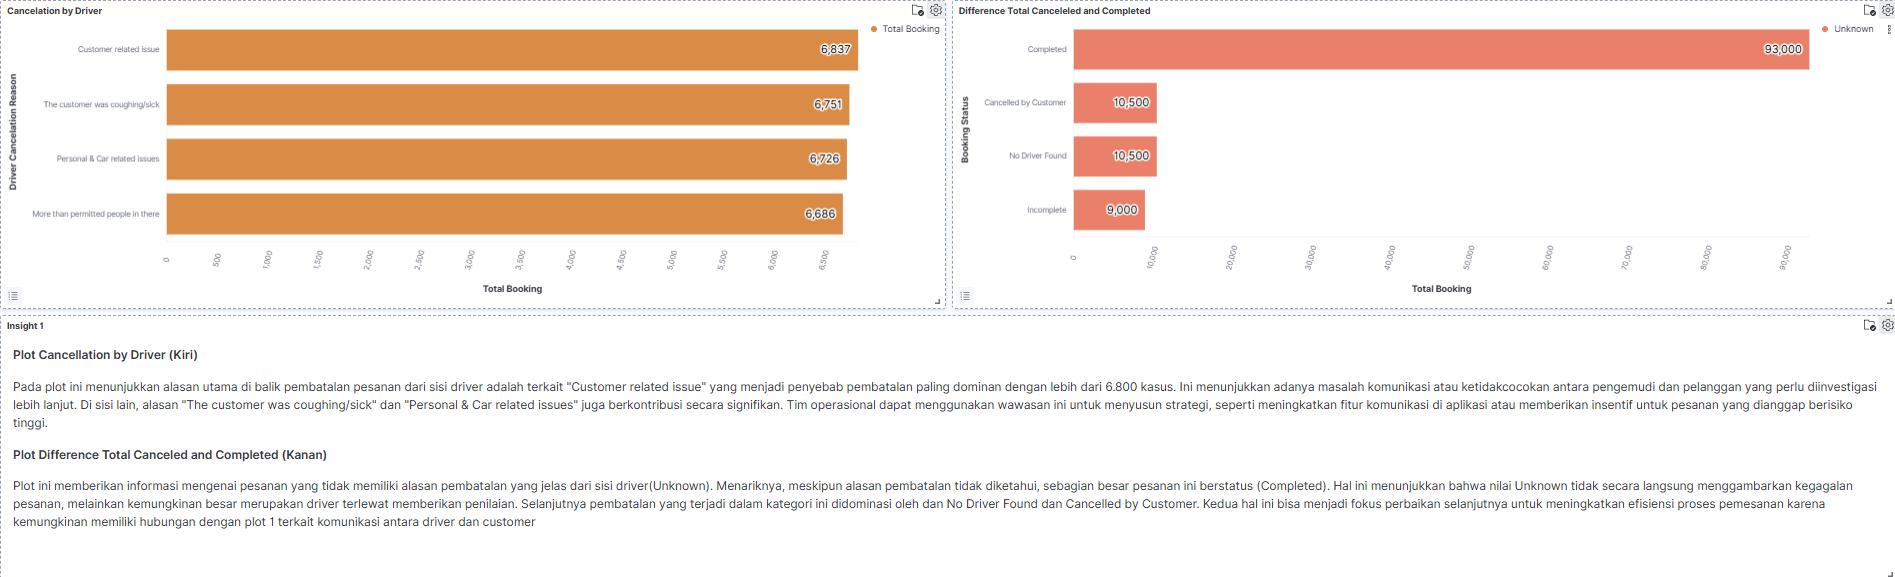 Cancelation by Driver
Total Booking
Driver Cancelation Reason
Customer related issue
6,837
The customer was coughing/sick
6,751
Personal & Car related issues
6,726
More than permitted people in there
6,686
0
500
1,000
1,500
2,000
2,500
3,000
3,500
4,000
4,500
5,000
5,500
6,000
6,500
Total Booking
Difference Total Canceleled and Completed
Unknown
Booking Status
Completed
93,000
Cancelled by Customer
10,500
No Driver Found
10,500
Incomplete
9,000
0
10,000
20,000
30,000
40,000
50,000
60,000
70,000
80,000
90,000
Total Booking
Insight 1
Plot Cancellation by Driver (Kiri)
Pada plot ini menunjukkan alasan utama di balik pembatalan pesanan dari sisi driver adalah terkait "Customer related issue" yang menjadi penyebab pembatalan paling dominan dengan lebih dari 6.800 kasus. Ini menunjukkan adanya masalah komunikasi atau ketidakcocokan antara pengemudi dan pelanggan yang perlu diinvestigasi
lebih lanjut. Di sisi lain, alasan "The customer was coughing/sick" dan "Personal & Car related issues" juga berkontribusi secara signifikan. Tim operasional dapat menggunakan wawasan ini untuk menyusun strategi, seperti meningkatkan fitur komunikasi di aplikasi atau memberikan insentif untuk pesanan yang dianggap berisiko
tinggi.
Plot Difference Total Canceled and Completed (Kanan)
Plot ini memberikan informasi mengenai pesanan yang tidak memiliki alasan pembatalan yang jelas dari sisi driver(Unknown). Menariknya, meskipun alasan pembatalan tidak diketahui, sebagian besar pesanan ini berstatus (Completed). Hal ini menunjukkan bahwa nilai Unknown tidak secara langsung menggambarkan kegagalan
pesanan, melainkan kemungkinan besar merupakan driver terlewat memberikan penilaian. Selanjutnya pembatalan yang terjadi dalam kategori ini didominasi oleh dan No Driver Found dan Cancelled by Customer. Kedua hal ini bisa menjadi fokus perbaikan selanjutnya untuk meningkatkan efisiensi proses pemesanan karena
kemungkinan memiliki hubungan dengan plot 1 terkait komunikasi antara driver dan customer